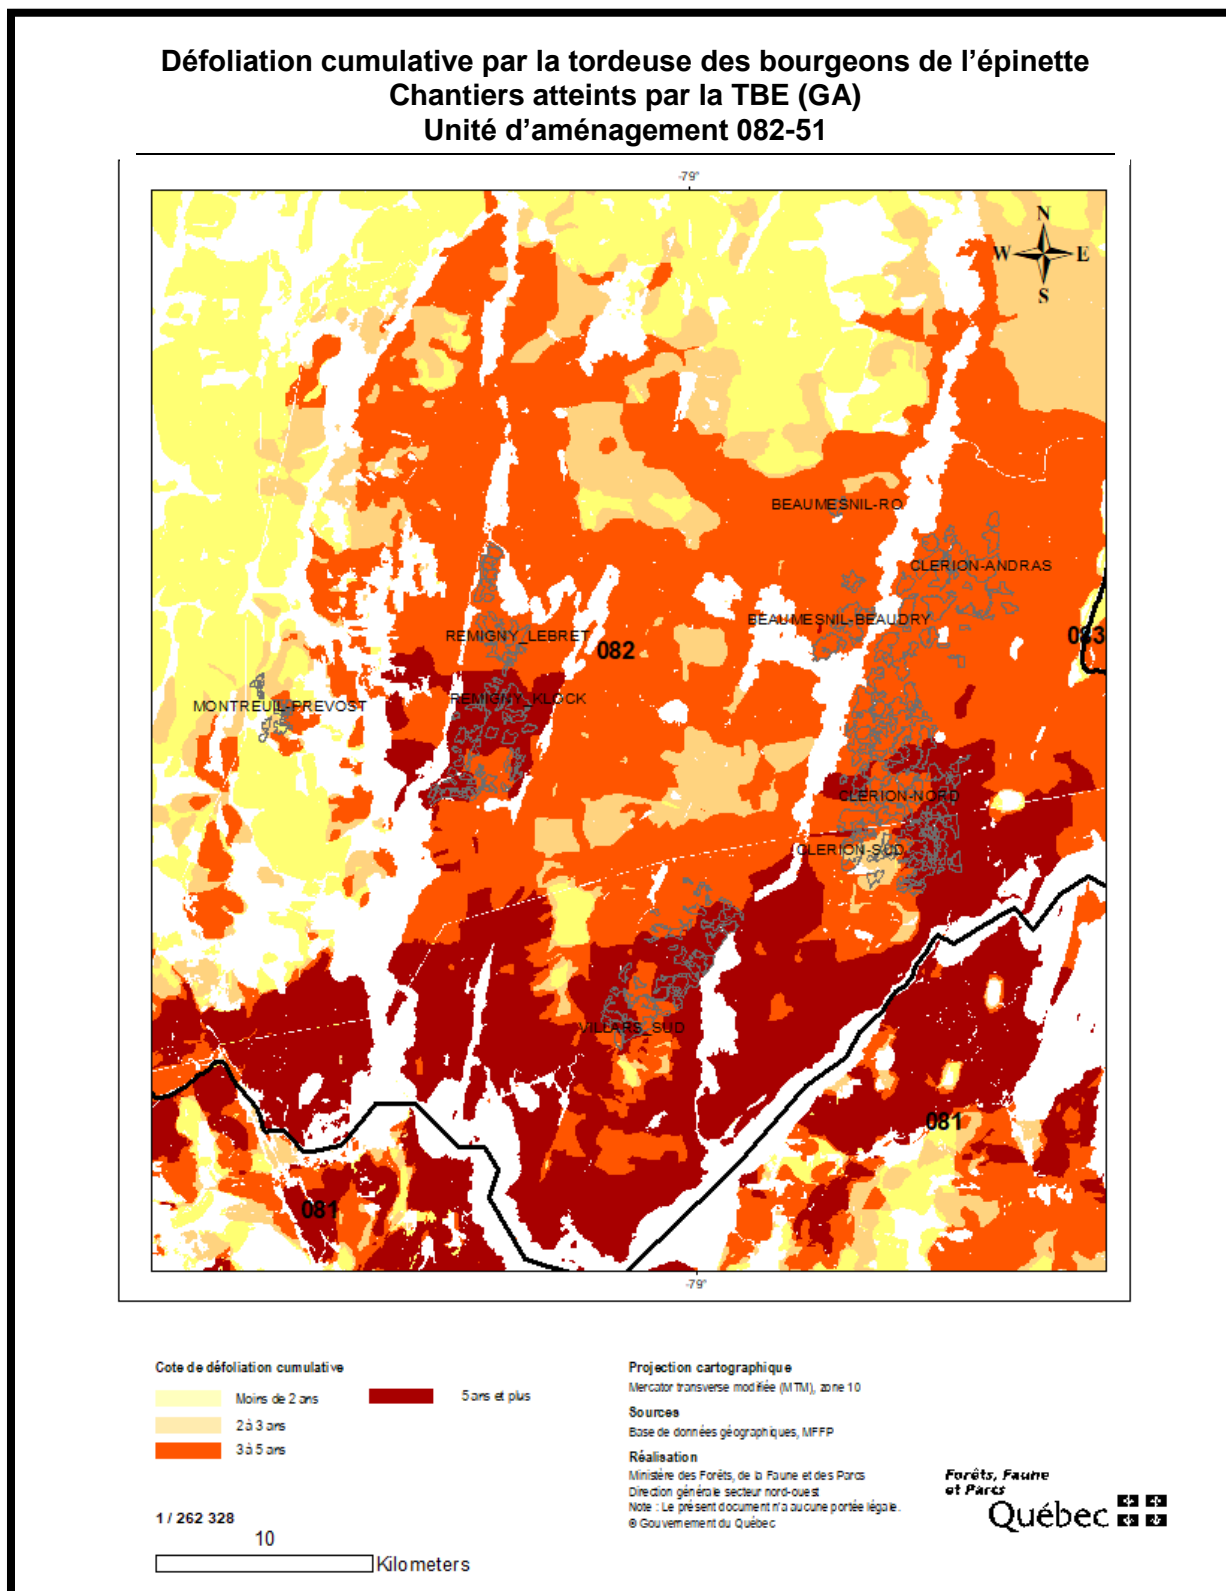 Défoliation cumulative par la tordeuse des bourgeons de l'épinette
Chantiers atteints par la TBE (GA)
Unité d'aménagement 082-51
-79°
N
W
E
S
BEAUMESNIL-RO
CLERION-ANDRAS
BEAUMESNIL-BEAUDRY
083
REMIGNY_LEBRET
082
REMIGNY_KLOCK
MONTREUIL-PREVOST
CLERION-NORD
CLERION-SUD
VILLARS_SUD
081
081
-79°
Cote de défoliation cumulative
Moins de 2 ans
2 à 3 ans
3 à 5 ans
5 ans et plus
1 / 262 328
10
Kilometers
Projection cartographique
Mercator transverse modifiée (MTM), zone 10
Sources
Base de données géographiques, MFFP
Réalisation
Ministère des Forêts, de la Faune et des Parcs
Direction générale secteur nord-ouest
Note : Le présent document n'a aucune portée légale.
© Gouvernement du Québec
Forêts, Faune
et Parcs
Québec